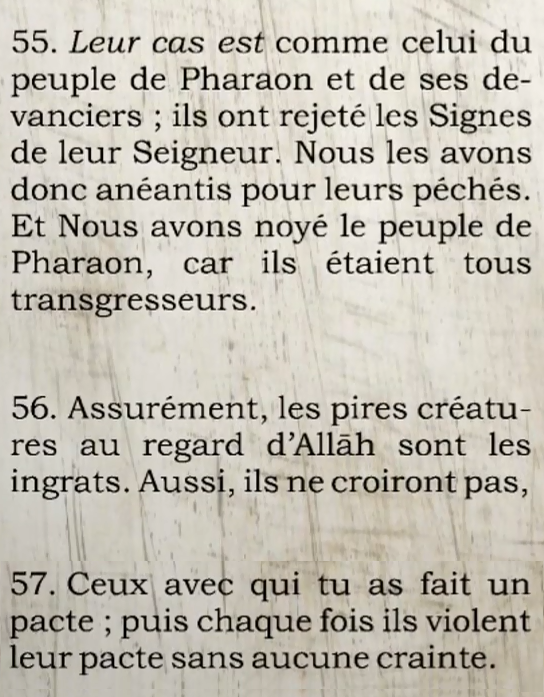 55. Leur cas est comme celui du
peuple de Pharaon et de ses de-
vanciers ; ils ont rejeté les Signes
de leur Seigneur. Nous les avons
donc anéantis pour leurs péchés.
Et Nous avons noyé le peuple de
Pharaon, car ils étaient tous
transgresseurs.
56. Assurément, les pires créatu-
res au regard d’Allāh sont les
ingrats. Aussi, ils ne croiront pas,
57. Ceux avec qui tu as fait un
pacte ; puis chaque fois ils violent
leur pacte sans aucune crainte.